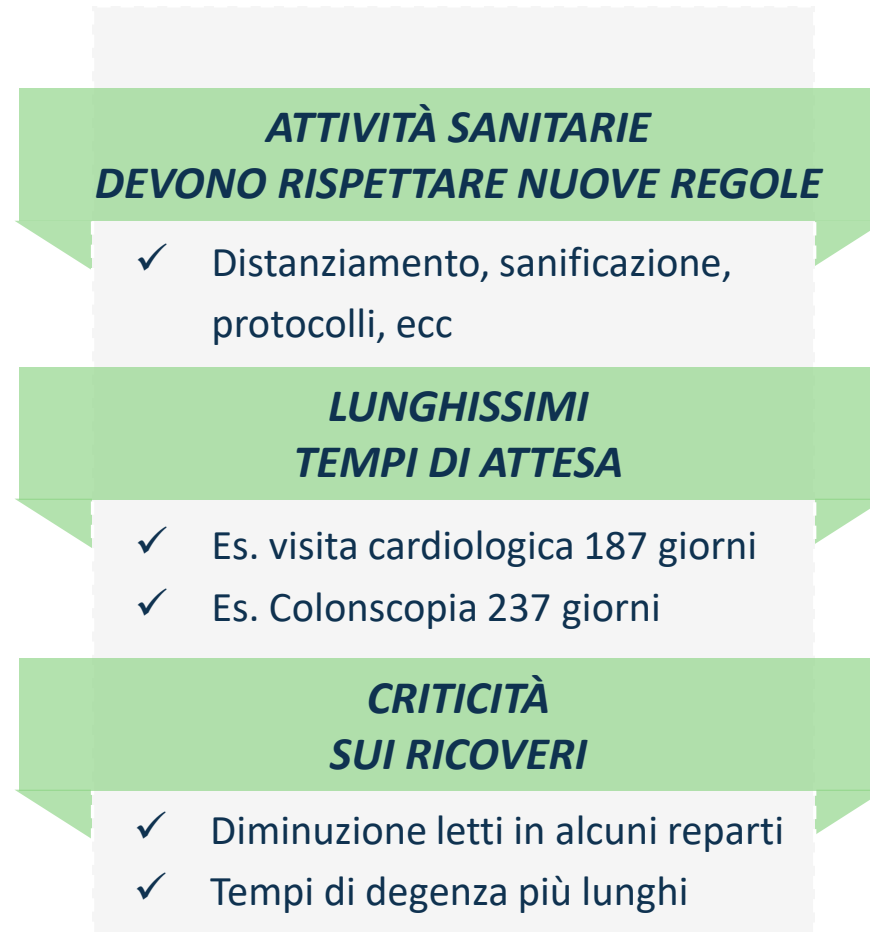 ATTIVITÀ SANITARIE
DEVONO RISPETTARE NUOVE REGOLE
✓ Distanziamento, sanificazione,
protocolli, ecc
LUNGHISSIMI
TEMPI DI ATTESA
✓ Es. visita cardiologica 187 giorni
✓ Es. Colonscopia 237 giorni
CRITICITÀ
SUI RICOVERI
✓ Diminuzione letti in alcuni reparti
✓ Tempi di degenza più lunghi